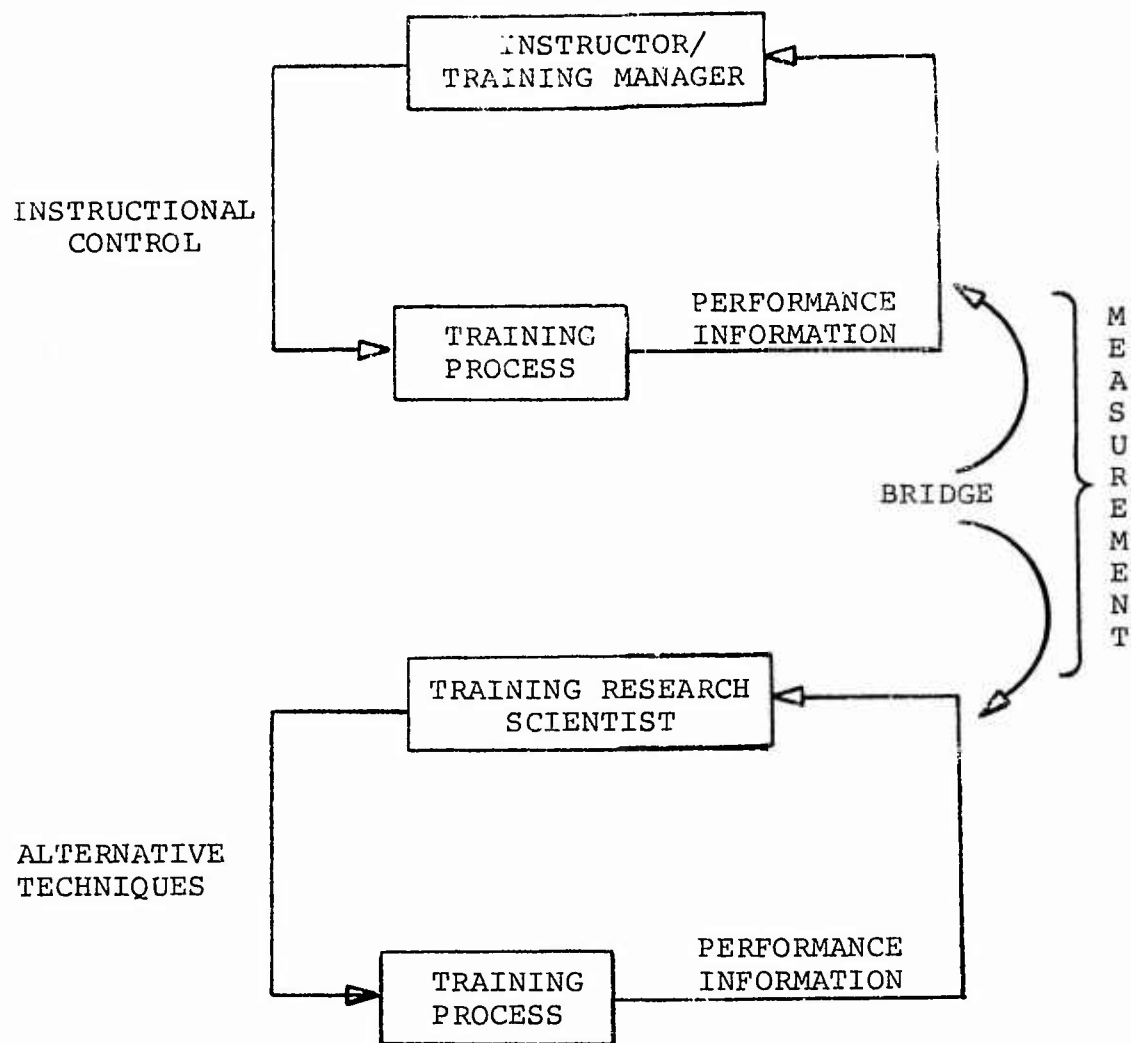 INSTRUCTOR/
TRAINING MANAGER
INSTRUCTIONAL
CONTROL
TRAINING
PROCESS
PERFORMANCE
INFORMATION
BRIDGE
MEASUREMENT
TRAINING RESEARCH
SCIENTIST
ALTERNATIVE
TECHNIQUES
TRAINING
PROCESS
PERFORMANCE
INFORMATION